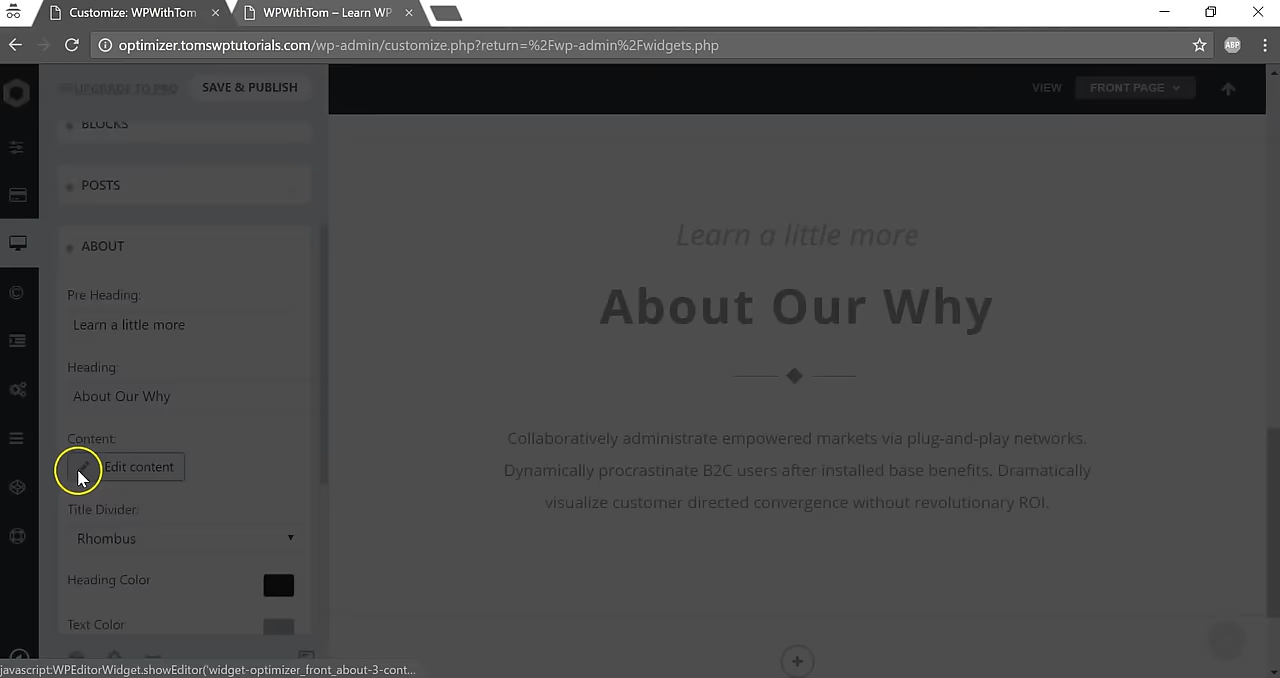 Customize: WPWithTom
WPWithTom – Learn WP
optimizer.tomswptutorials.com/wp-admin/customize.php?return=%2Fwp-admin%2Fwidgets.php
ABP
UPGRADE TO PRO
SAVE & PUBLISH
VIEW
FRONT PAGE
BLOCKS
POSTS
ABOUT
Pre Heading:
Learn a little more
Heading:
About Our Why
Content:
Edit content
Title Divider:
Rhombus
Heading Color
Text Color
Learn a little more
About Our Why
Collaboratively administrate empowered markets via plug-and-play networks.
Dynamically procrastinate B2C users after installed base benefits. Dramatically
visualize customer directed convergence without revolutionary ROI.
javascript:WPEditorWidget.showEditor('widget-optimizer_front_about-3-cont...